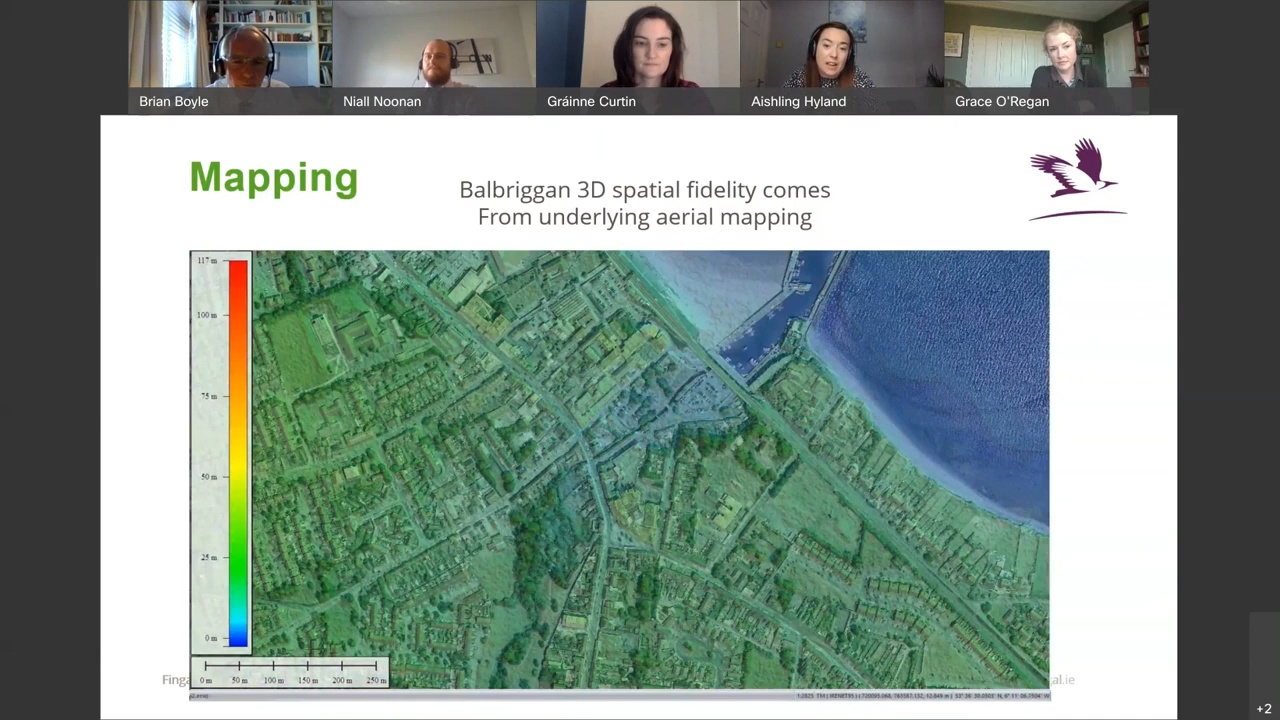 Brian Boyle
Niall Noonan
Gráinne Curtin
Aishling Hyland
Grace O'Regan
Mapping
Balbriggan 3D spatial fidelity comes
From underlying aerial mapping
117 m
100 m
75 m
50 m
25 m
0 m
0 m 50 m 100 m 150 m 200 m 250 m
+2